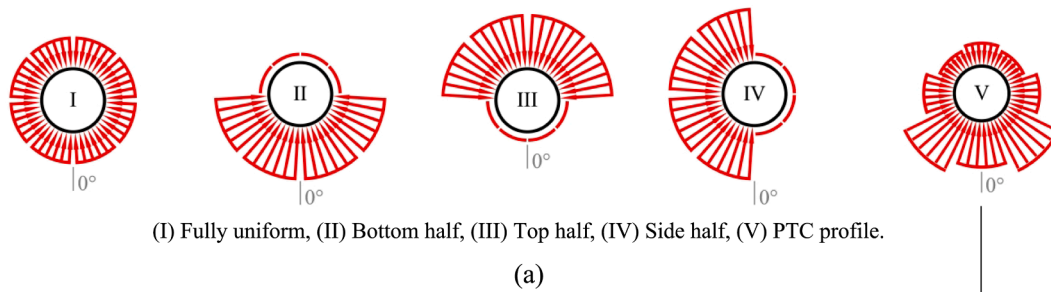 I II III IV V
0° 0° 0° 0° 0°
(I) Fully uniform, (II) Bottom half, (III) Top half, (IV) Side half, (V) PTC profile.
(a)